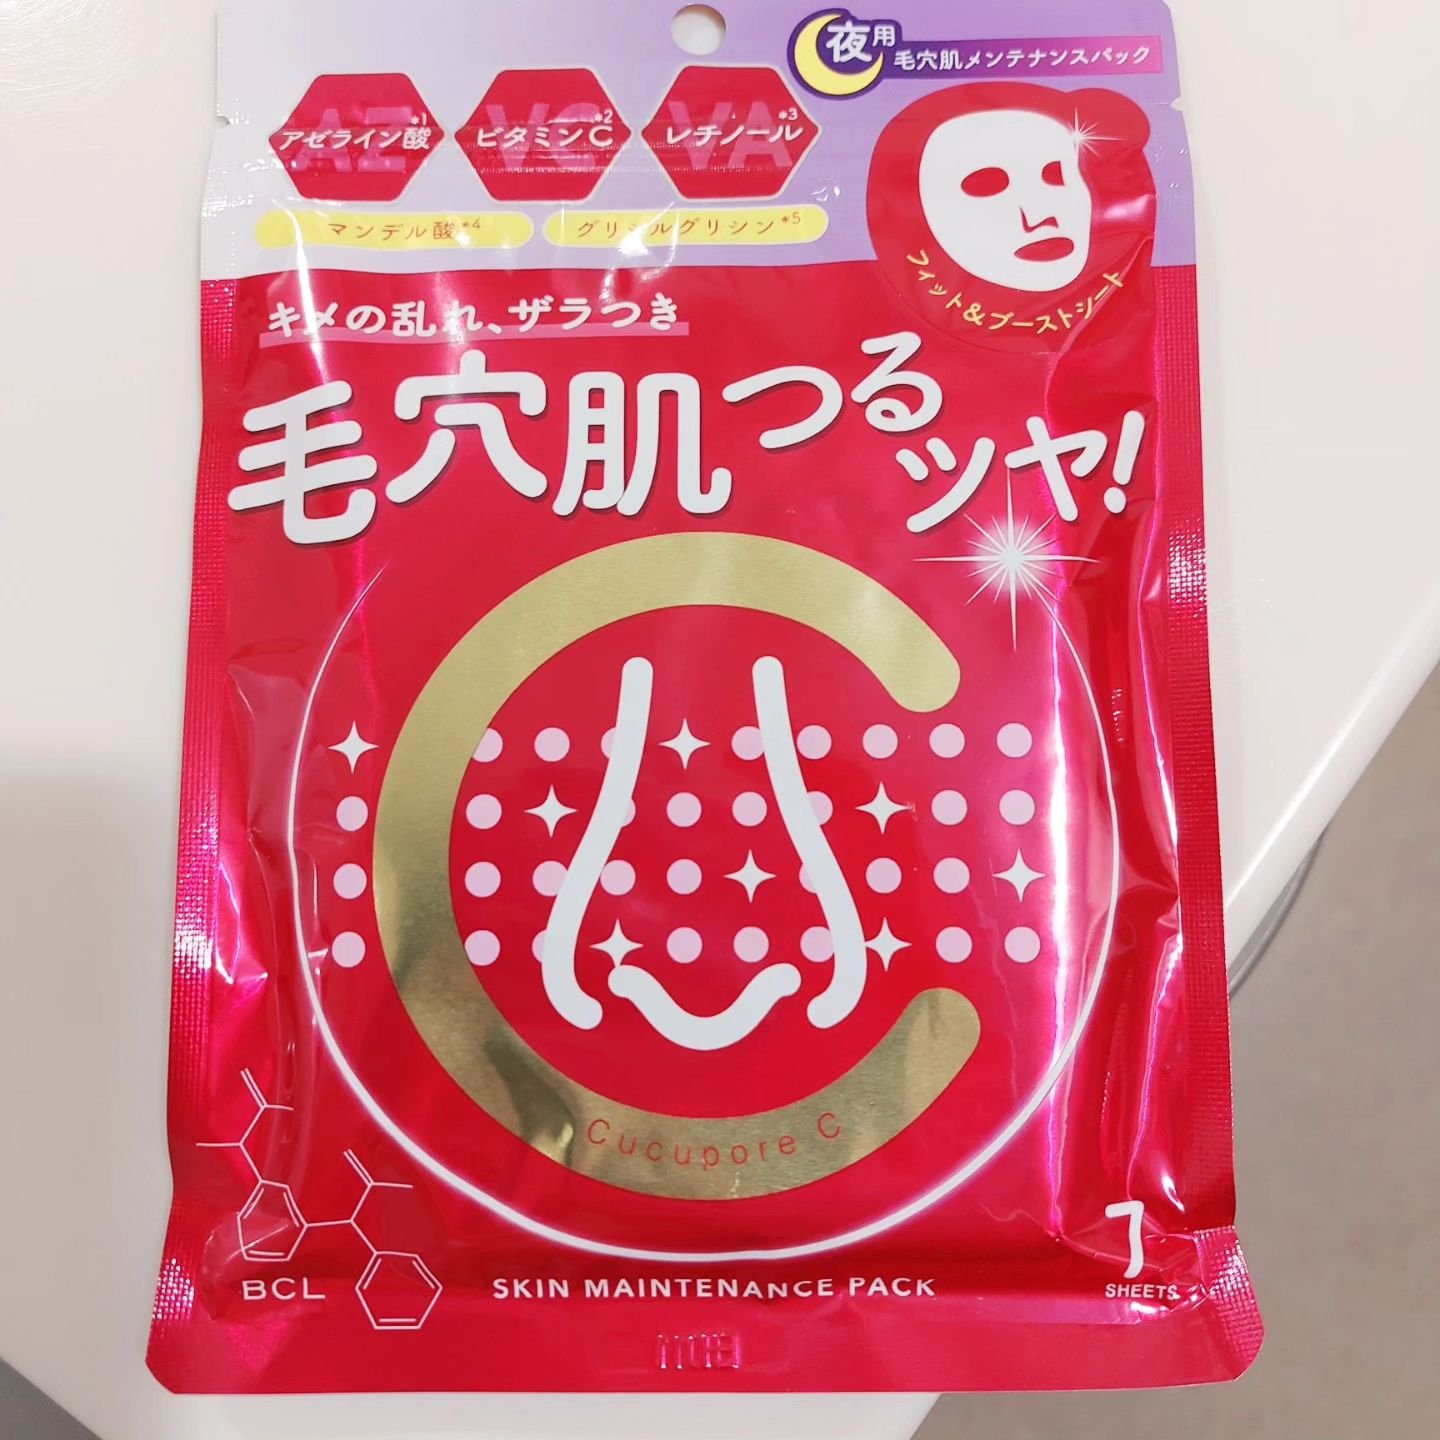 夜用
毛穴肌メンテナンスパック
AZ
アゼライン酸*1
VC
ビタミンC*2
VA
レチノール*3
マンデル酸*4
グリシルグリシン*5
フィット&ブーストシート
キメの乱れ、ザラつき
毛穴肌つるツヤ!
Cucupore C
BCL
SKIN MAINTENANCE PACK
7
SHEETS